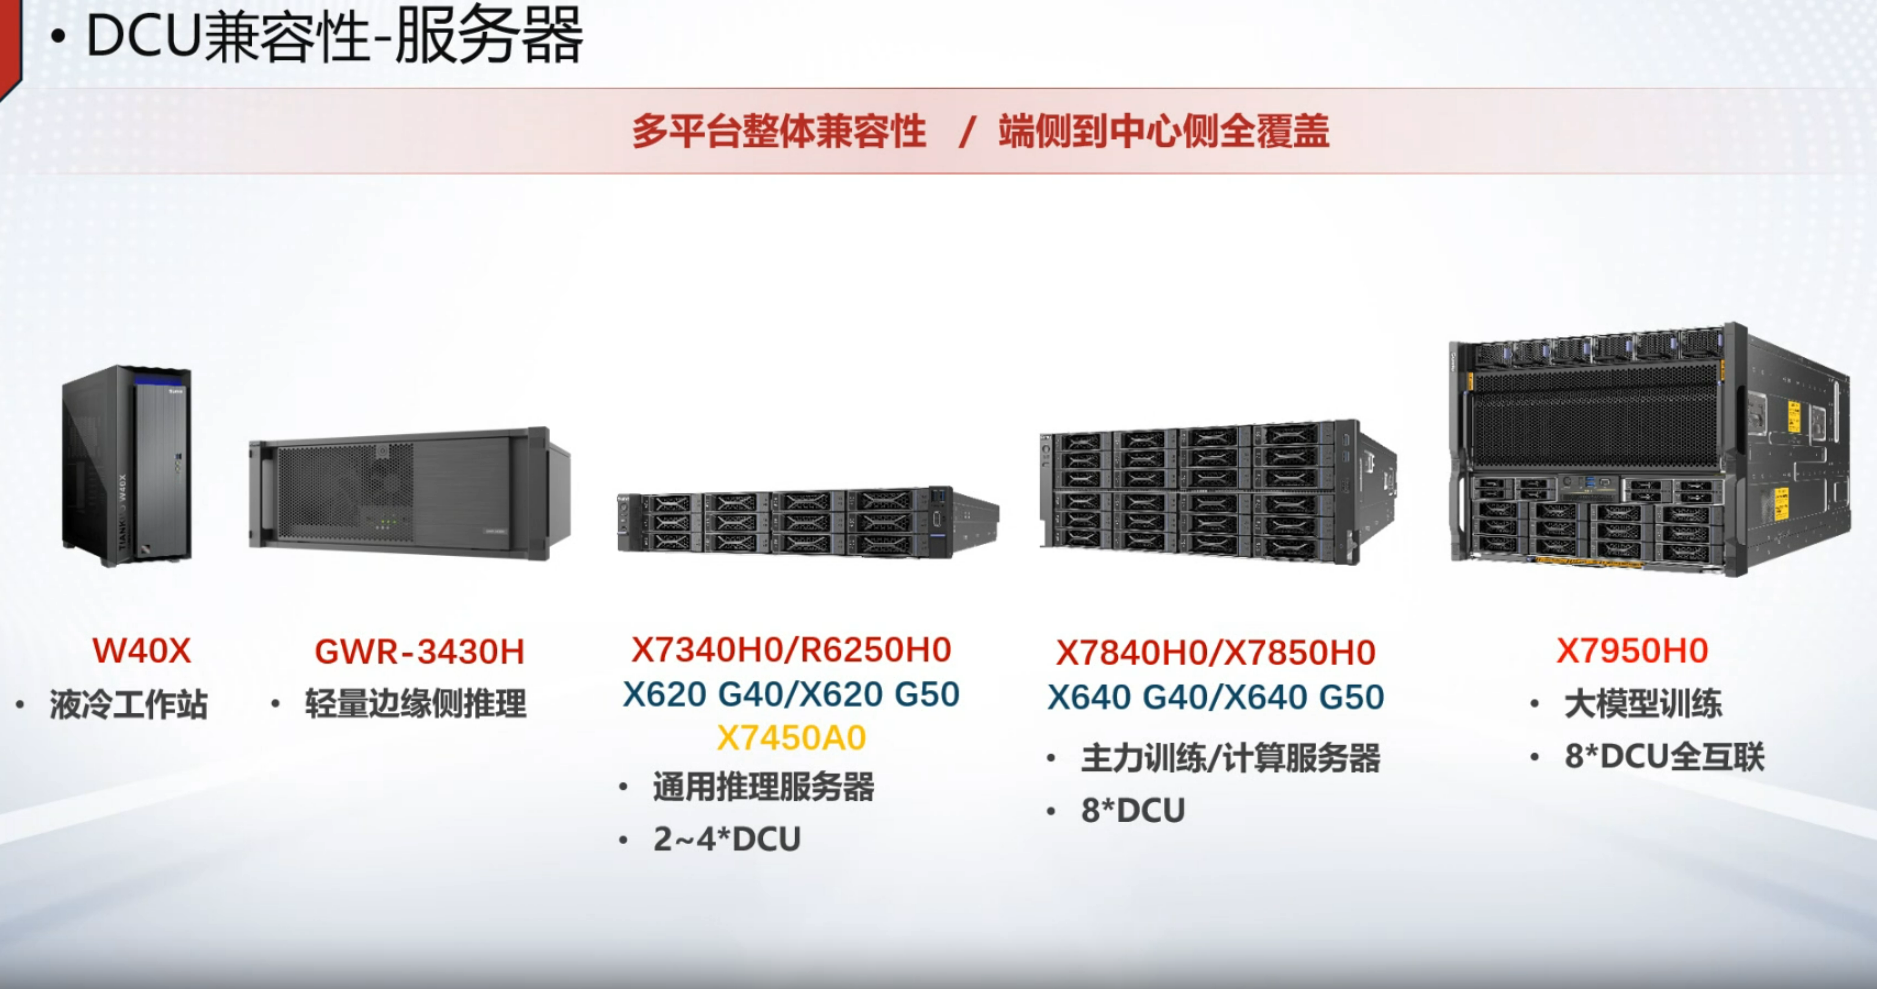 • DCU兼容性-服务器
多平台整体兼容性 / 端侧到中心侧全覆盖
W40X
• 液冷工作站
GWR-3430H
• 轻量边缘侧推理
X7340H0/R6250H0
X620 G40/X620 G50
X7450A0
• 通用推理服务器
• 2~4*DCU
X7840H0/X7850H0
X640 G40/X640 G50
• 主力训练/计算服务器
• 8*DCU
X7950H0
• 大模型训练
• 8*DCU全互联